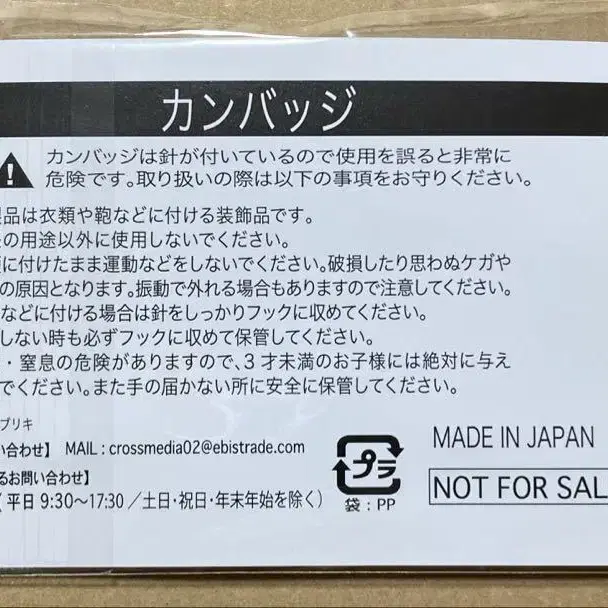 カンバッジ
カンバッジは針が付いているので使用を誤ると非常に
危険です。取り扱いの際は以下の事項をお守りください。
品は衣類や鞄などに付ける装飾品です。
の用途以外に使用しないでください。
に付けたまま運動などをしないでください。破損したり思わぬケガや
の原因となります。振動で外れる場合もありますので注意してください。
などに付ける場合は針をしっかりフックに収めてください。
しない時も必ずフックに収めて保管してください。
・窒息の危険がありますので、3才未満のお子様には絶対に与え
でください。また手の届かない所に安全に保管してください。
ブリキ
い合わせ】 MAIL : crossmedia02@ebistrade.com
るお問い合わせ】
( 平日 9:30〜17:30 /土日・祝日・年末年始を除く)
プラ
袋:PP
MADE IN JAPAN
NOT FOR SAL